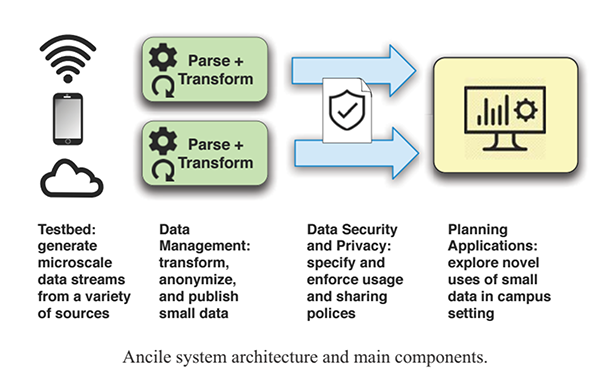 Parse +
Transform
Parse +
Transform
Testbed:
generate
microscale
data streams
from a variety
of sources
Data
Management:
transform,
anonymize,
and publish
small data
Data Security
and Privacy:
specify and
enforce usage
and sharing
polices
Planning
Applications:
explore novel
uses of small
data in campus
setting
Ancile system architecture and main components.